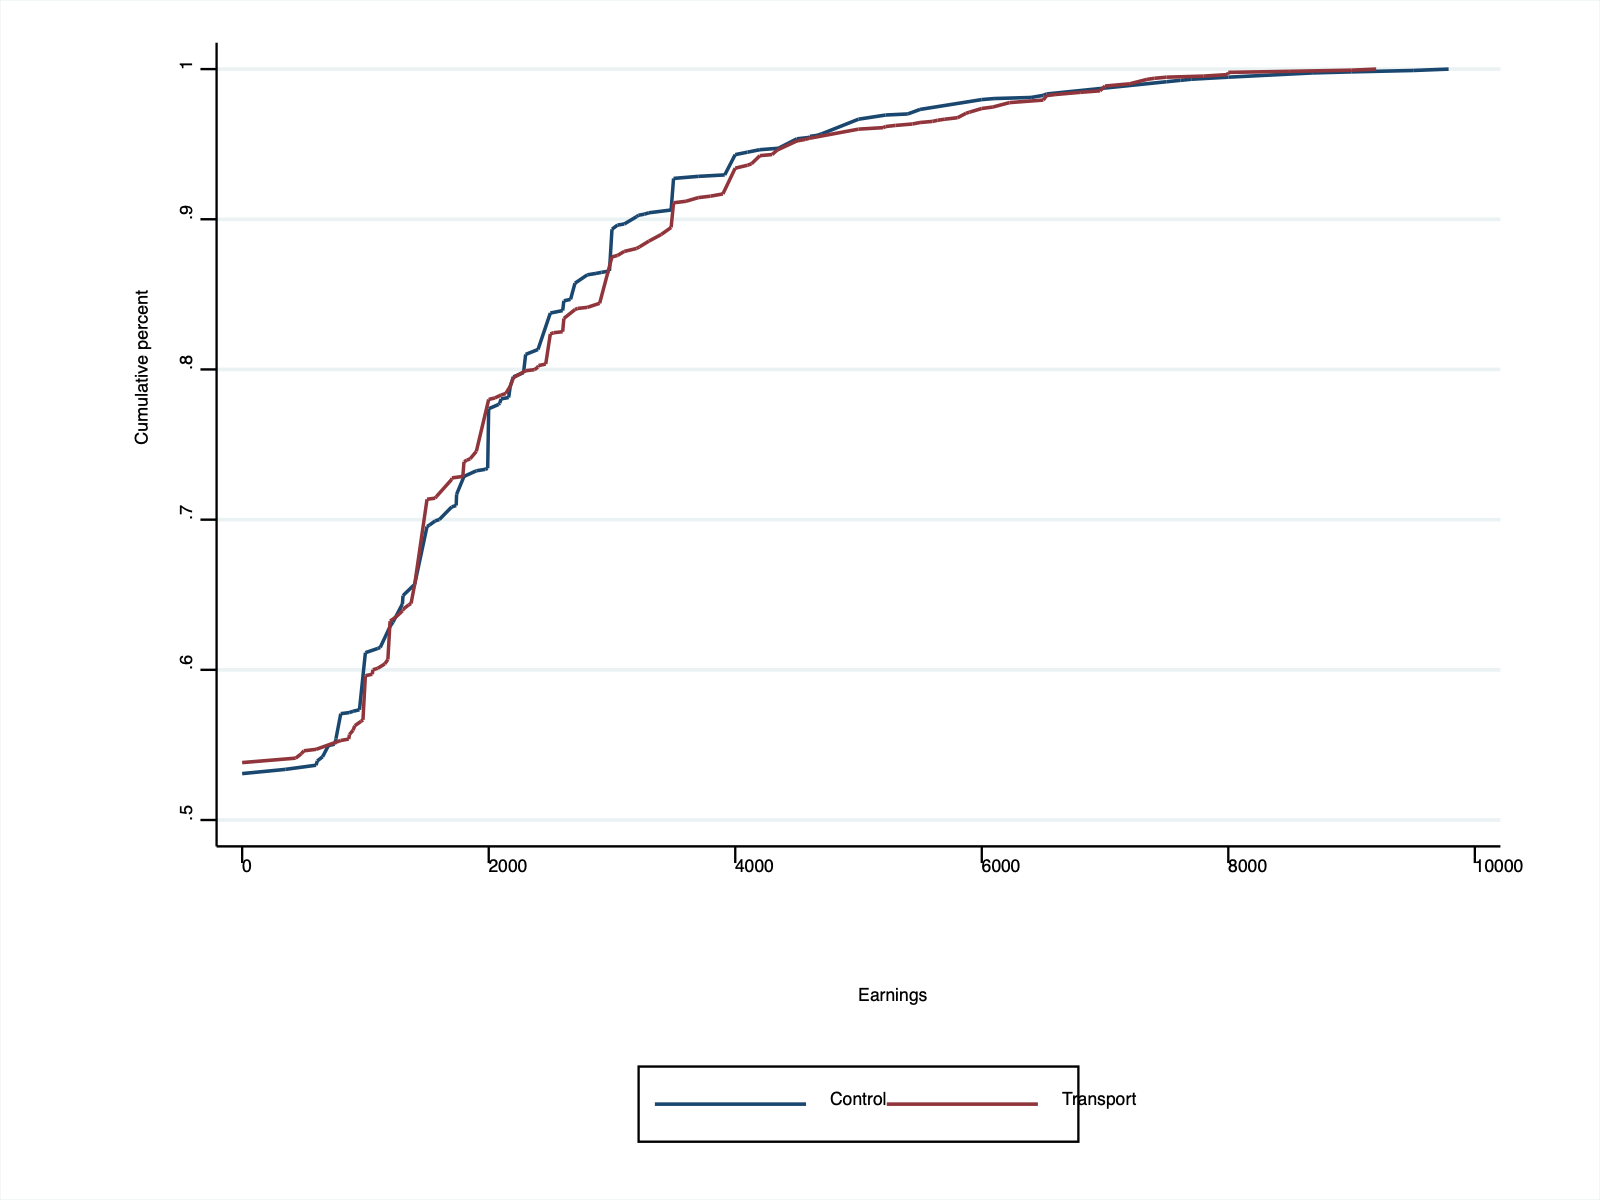 1
.9
.8
.7
.6
.5
Cumulative percent
0 2000 4000 6000 8000 10000
Earnings
Control Transport